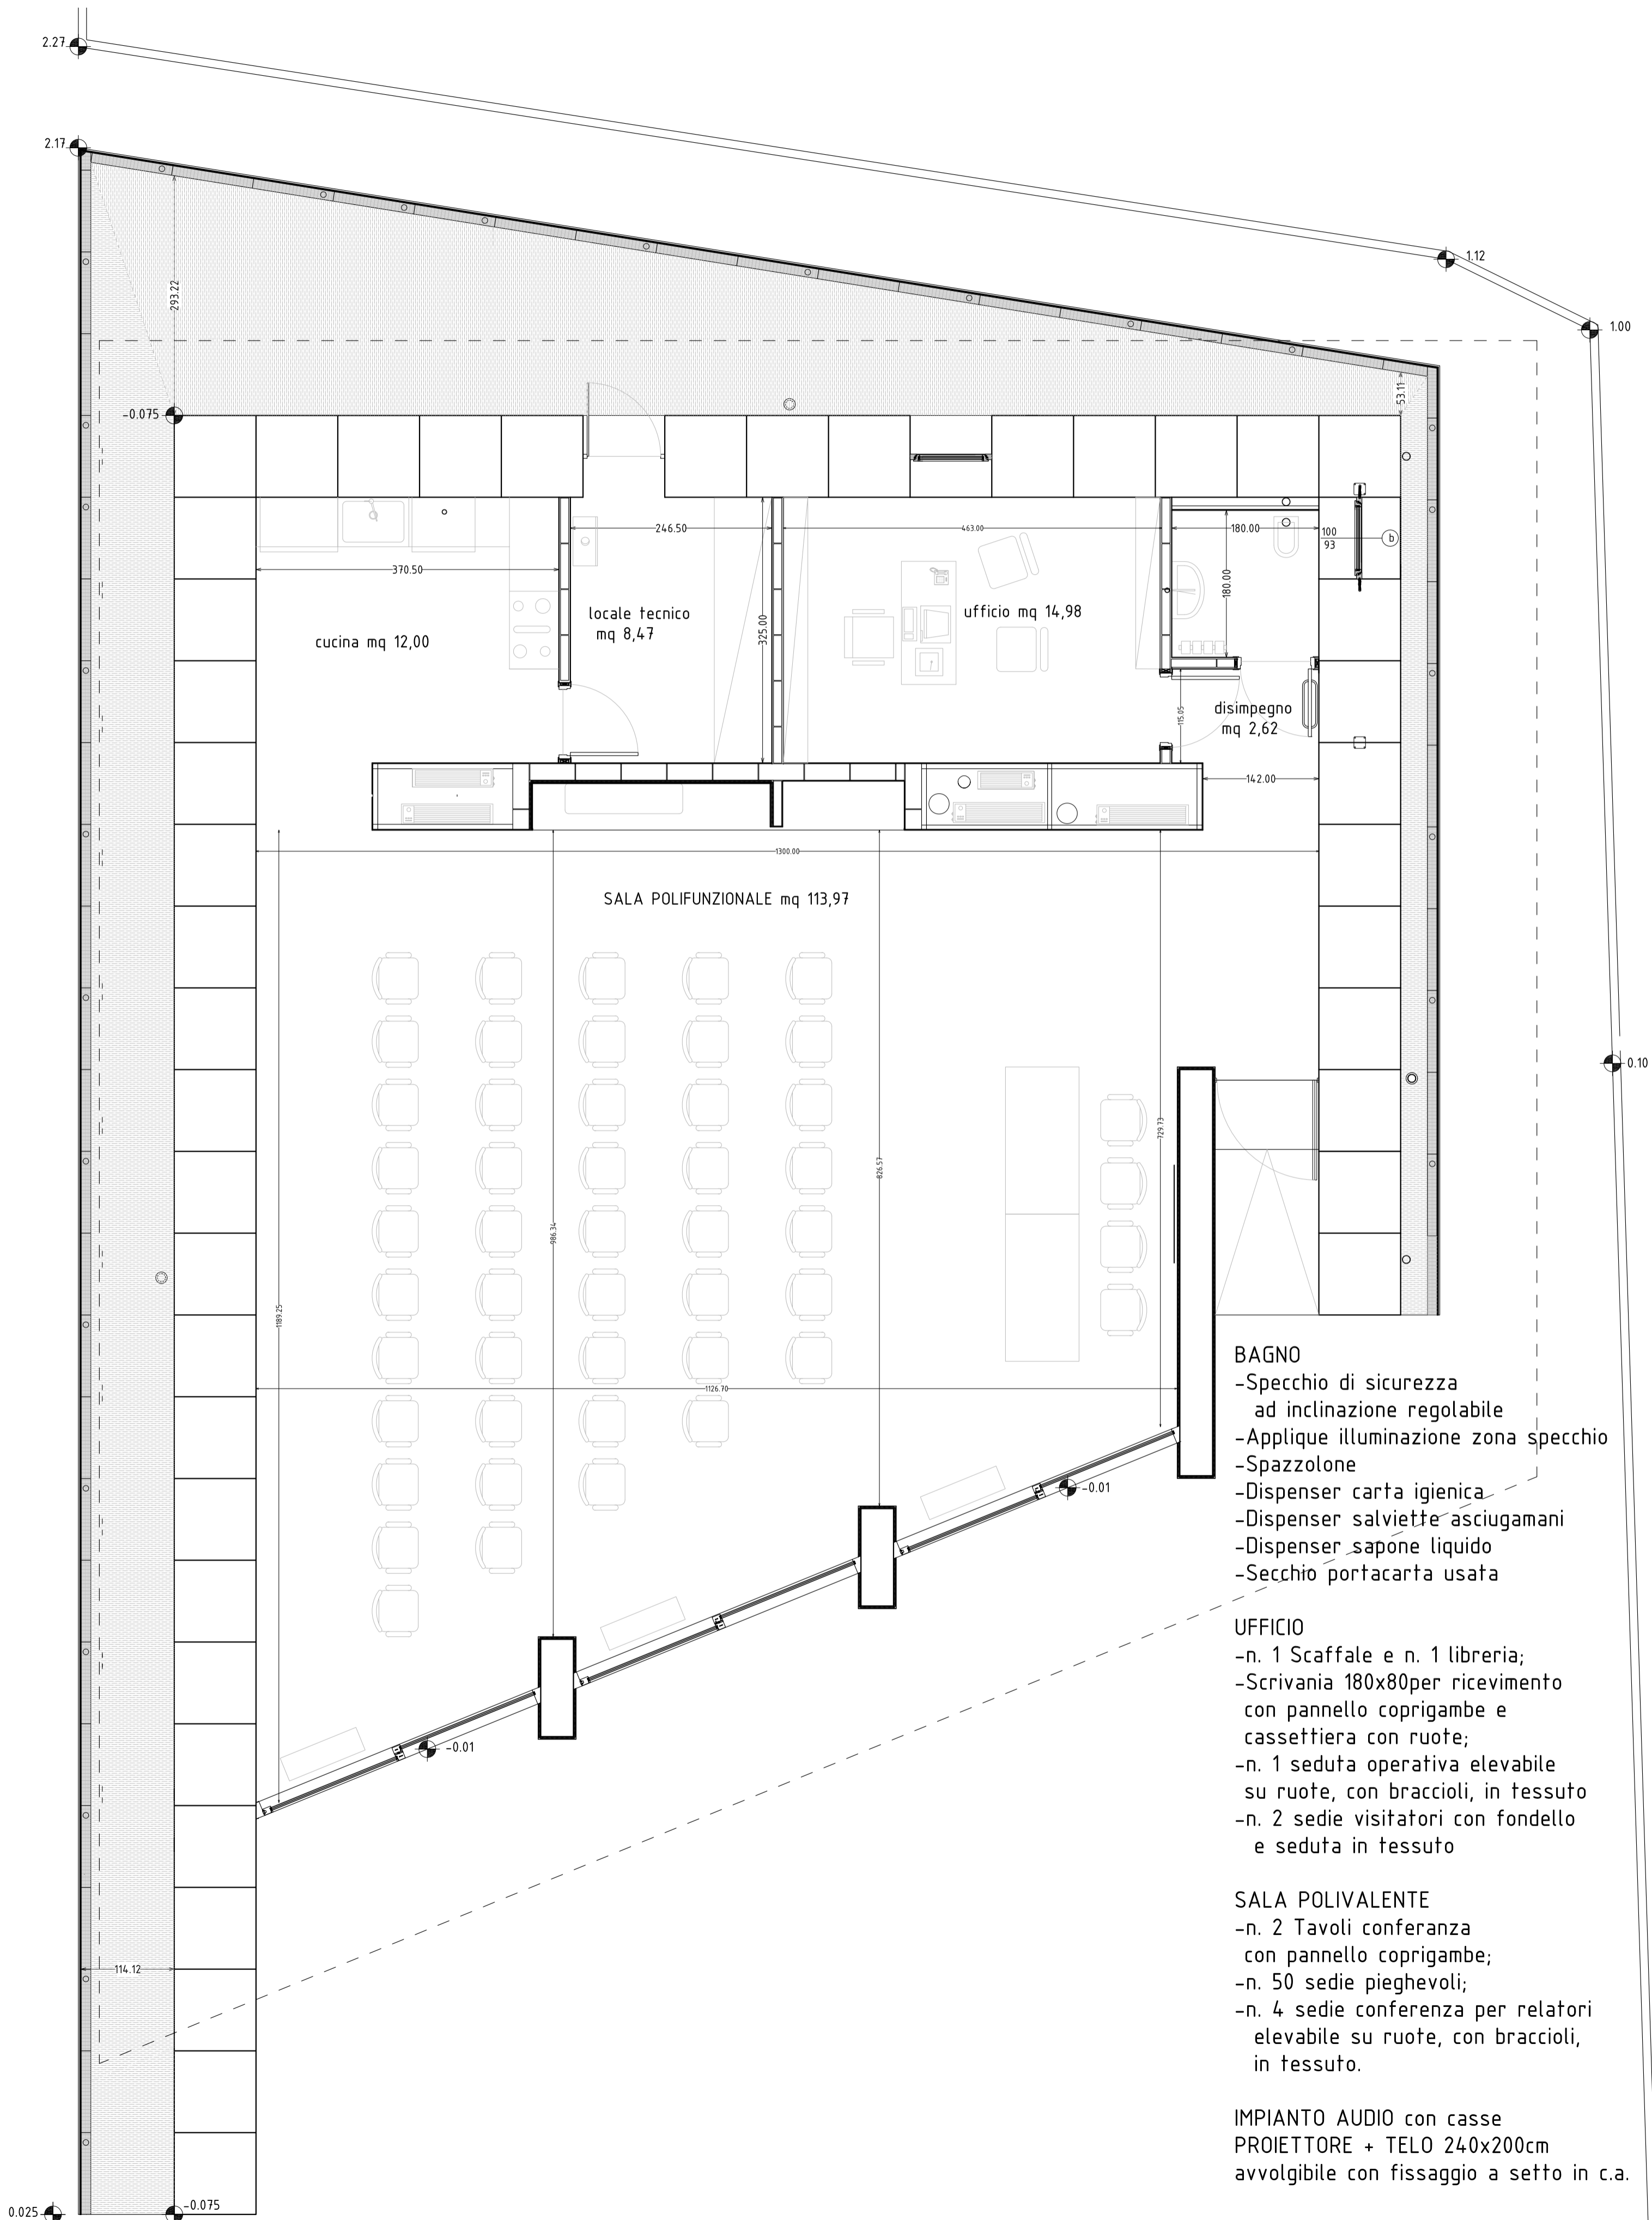 2.27
2.17
1.12
1.00
293.22
53.11
-0.075
246.50
463.00
180.00
100
93
b
370.50
180.00
locale tecnico
mq 8,47
ufficio mq 14,98
325.00
cucina mq 12,00
115.05
disimpegno
mq 2,62
142.00
1300.00
SALA POLIFUNZIONALE mq 113,97
0.10
729.73
826.57
986.34
1189.25
1126.70
-0.01
-0.01
BAGNO
-Specchio di sicurezza
ad inclinazione regolabile
-Applique illuminazione zona specchio
-Spazzolone
-Dispenser carta igienica
-Dispenser salviette asciugamani
-Dispenser sapone liquido
-Secchio portacarta usata
UFFICIO
-n. 1 Scaffale e n. 1 libreria;
-Scrivania 180x80per ricevimento
con pannello coprigambe e
cassettiera con ruote;
-n. 1 seduta operativa elevabile
su ruote, con braccioli, in tessuto
-n. 2 sedie visitatori con fondello
e seduta in tessuto
SALA POLIVALENTE
-n. 2 Tavoli conferanza
con pannello coprigambe;
-n. 50 sedie pieghevoli;
-n. 4 sedie conferenza per relatori
elevabile su ruote, con braccioli,
in tessuto.
IMPIANTO AUDIO con casse
PROIETTORE + TELO 240x200cm
avvolgibile con fissaggio a setto in c.a.
114.12
0.025
-0.075